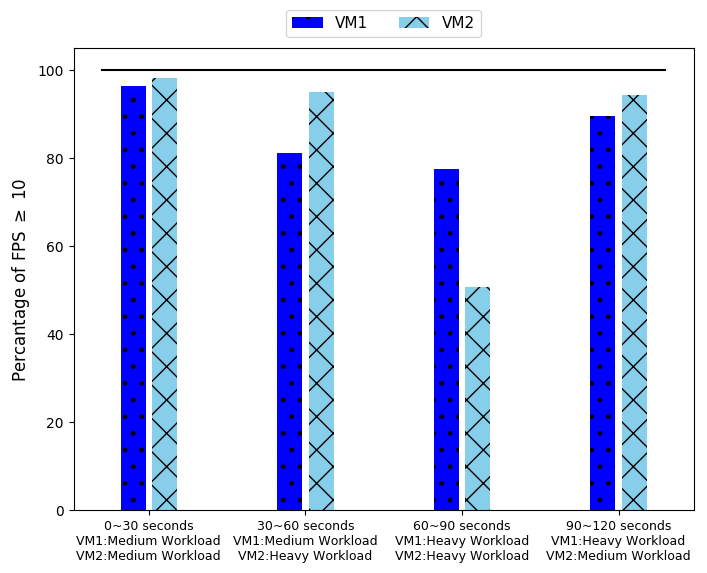 VM1 VM2
Percantage of FPS ≥ 10
100
80
60
40
20
0
0~30 seconds
VM1:Medium Workload
VM2:Medium Workload
30~60 seconds
VM1:Medium Workload
VM2:Heavy Workload
60~90 seconds
VM1:Heavy Workload
VM2:Heavy Workload
90~120 seconds
VM1:Heavy Workload
VM2:Medium Workload